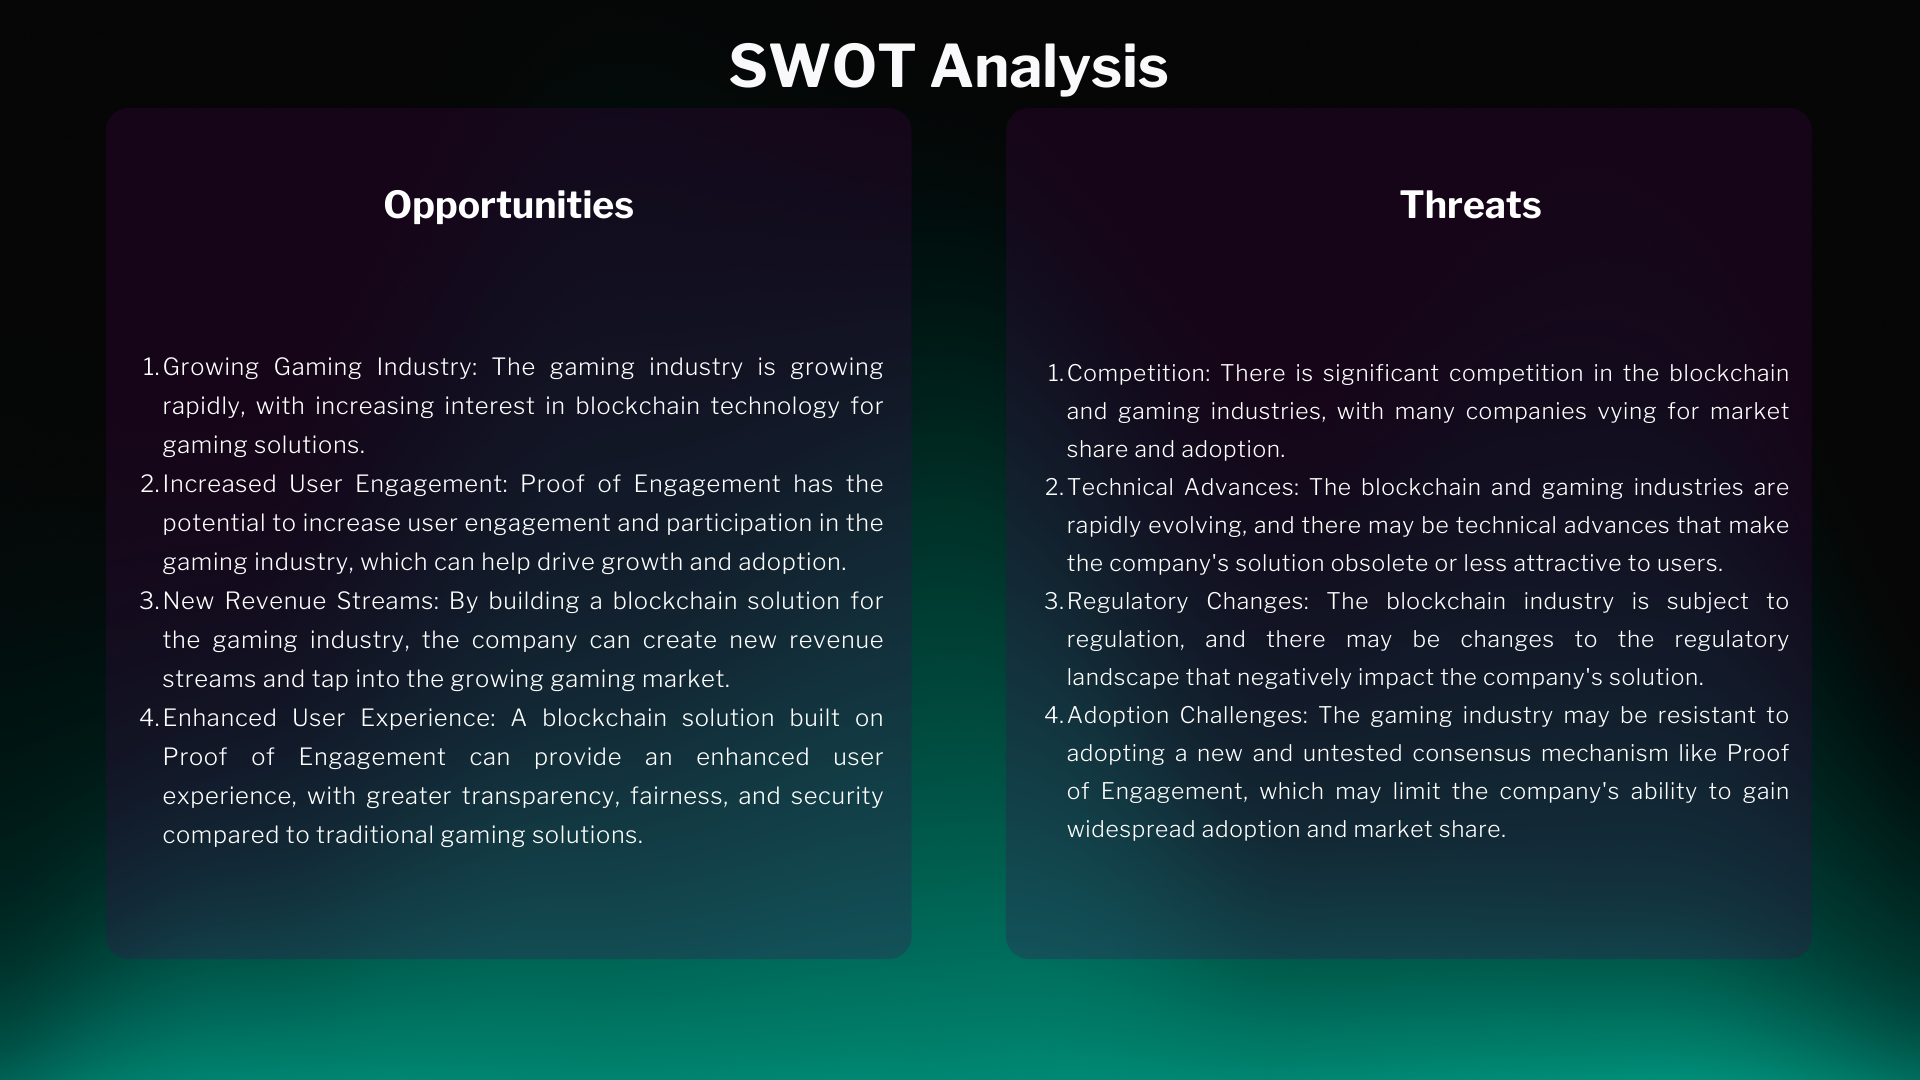 SWOT Analysis
Opportunities
1. Growing Gaming Industry: The gaming industry is growing
rapidly, with increasing interest in blockchain technology for
gaming solutions.
2. Increased User Engagement: Proof of Engagement has the
potential to increase user engagement and participation in the
gaming industry, which can help drive growth and adoption.
3. New Revenue Streams: By building a blockchain solution for
the gaming industry, the company can create new revenue
streams and tap into the growing gaming market.
4. Enhanced User Experience: A blockchain solution built on
Proof of Engagement can provide an enhanced user
experience, with greater transparency, fairness, and security
compared to traditional gaming solutions.
Threats
1. Competition: There is significant competition in the blockchain
and gaming industries, with many companies vying for market
share and adoption.
2. Technical Advances: The blockchain and gaming industries are
rapidly evolving, and there may be technical advances that make
the company's solution obsolete or less attractive to users.
3. Regulatory Changes: The blockchain industry is subject to
regulation, and there may be changes to the regulatory
landscape that negatively impact the company's solution.
4. Adoption Challenges: The gaming industry may be resistant to
adopting a new and untested consensus mechanism like Proof
of Engagement, which may limit the company's ability to gain
widespread adoption and market share.